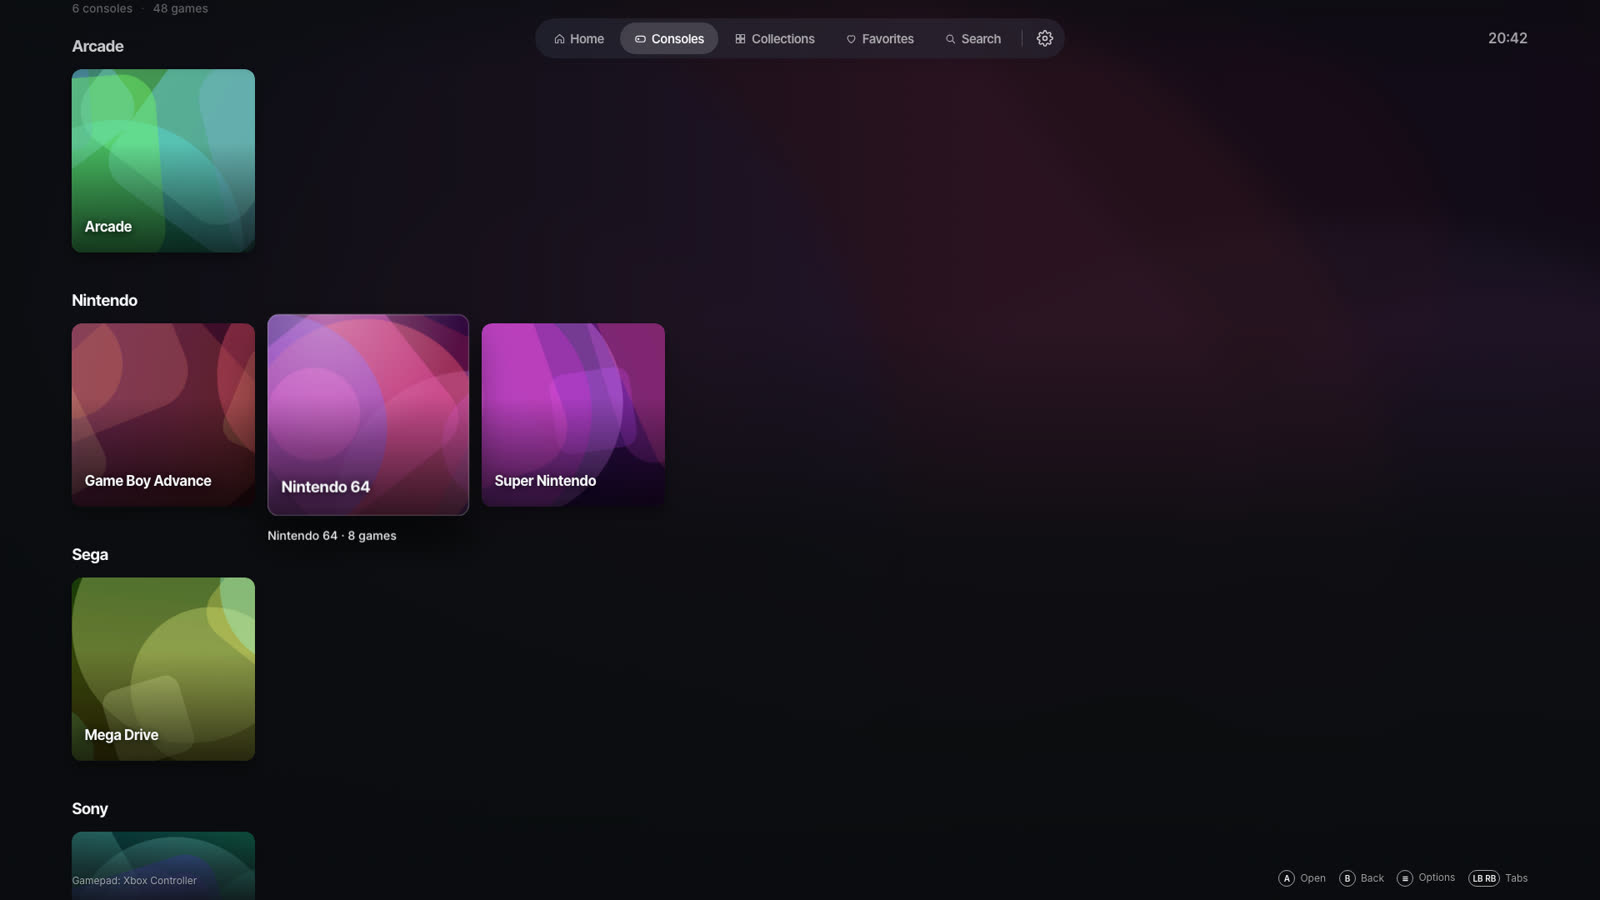 6 consoles · 48 games
Home Consoles Collections Favorites Search
20:42
Arcade
Arcade
Nintendo
Game Boy Advance
Nintendo 64
Super Nintendo
Nintendo 64 · 8 games
Sega
Mega Drive
Sony
Gamepad: Xbox Controller
A Open B Back ≡ Options LB RB Tabs